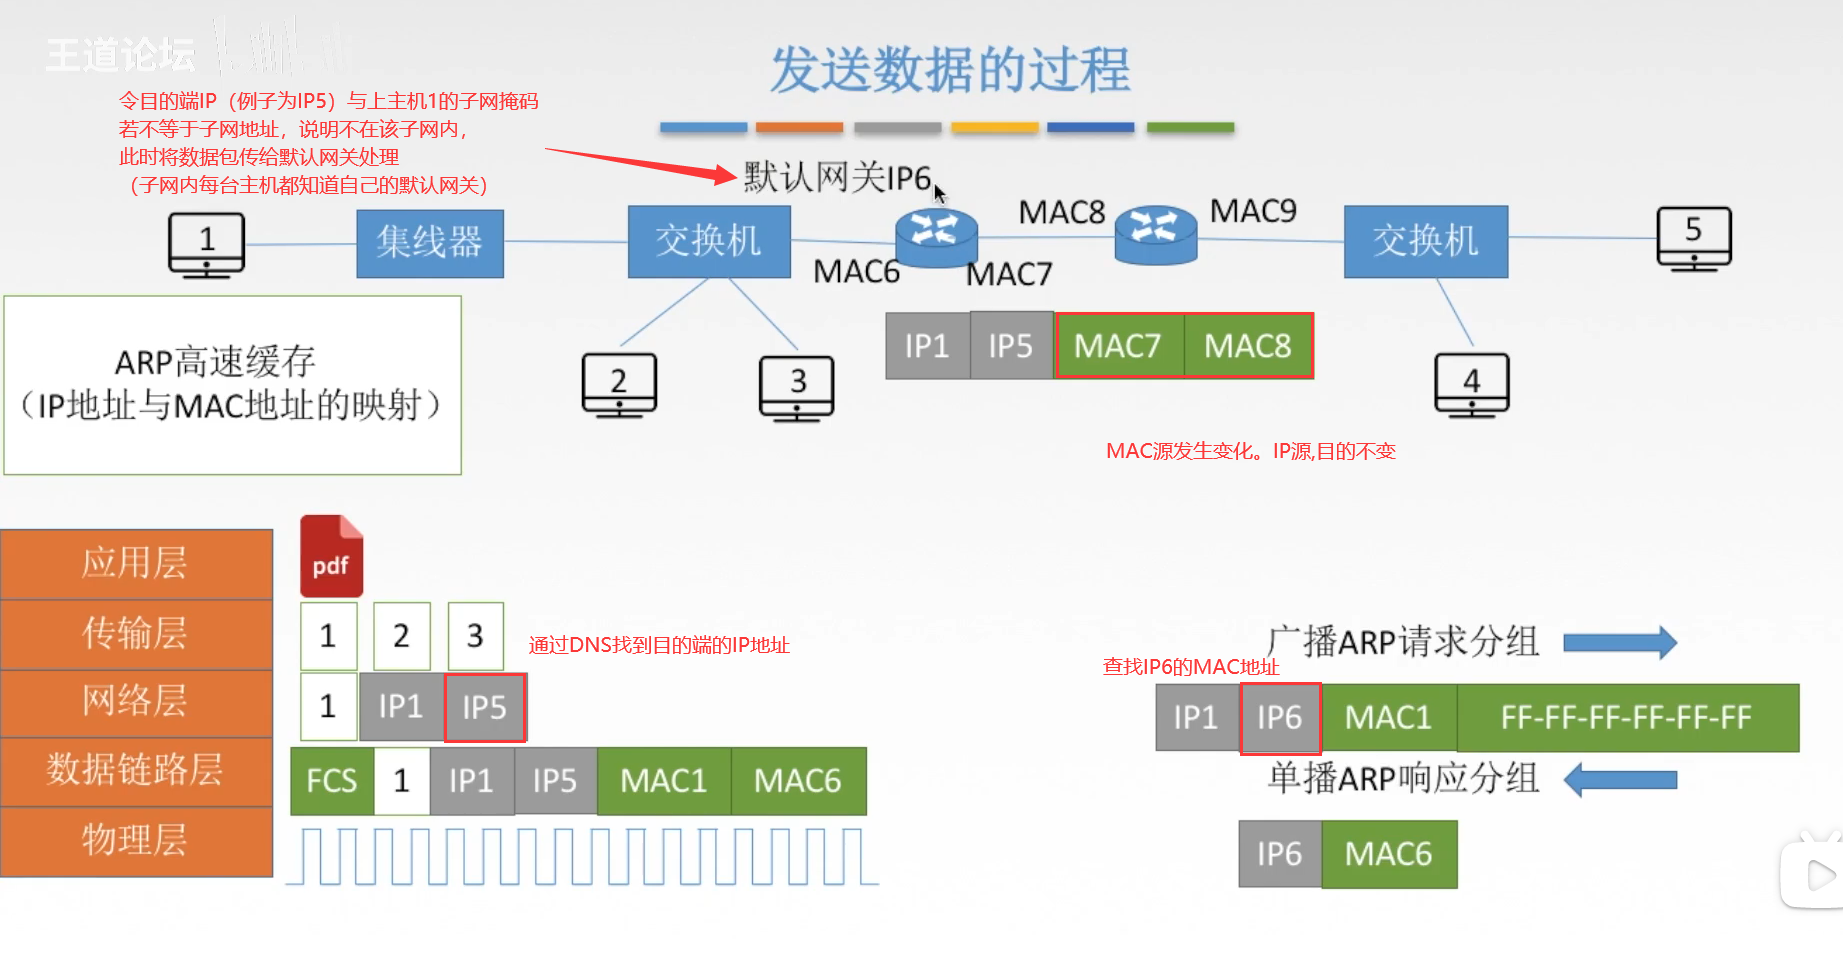 王道论坛
发送数据的过程
令目的端IP（例子为IP5）与上主机1的子网掩码
若不等于子网地址，说明不在该子网内，
此时将数据包传给默认网关处理
（子网内每台主机都知道自己的默认网关）
默认网关IP6
MAC8
MAC9
1
集线器
交换机
交换机
5
MAC6
MAC7
IP1 IP5 MAC7 MAC8
ARP高速缓存
（IP地址与MAC地址的映射）
2
3
4
MAC源发生变化。IP源,目的不变
应用层
pdf
传输层
1 2 3
通过DNS找到目的端的IP地址
网络层
1 IP1 IP5
数据链路层
FCS 1 IP1 IP5 MAC1 MAC6
物理层
广播ARP请求分组
查找IP6的MAC地址
IP1 IP6 MAC1 FF-FF-FF-FF-FF-FF
单播ARP响应分组
IP6 MAC6